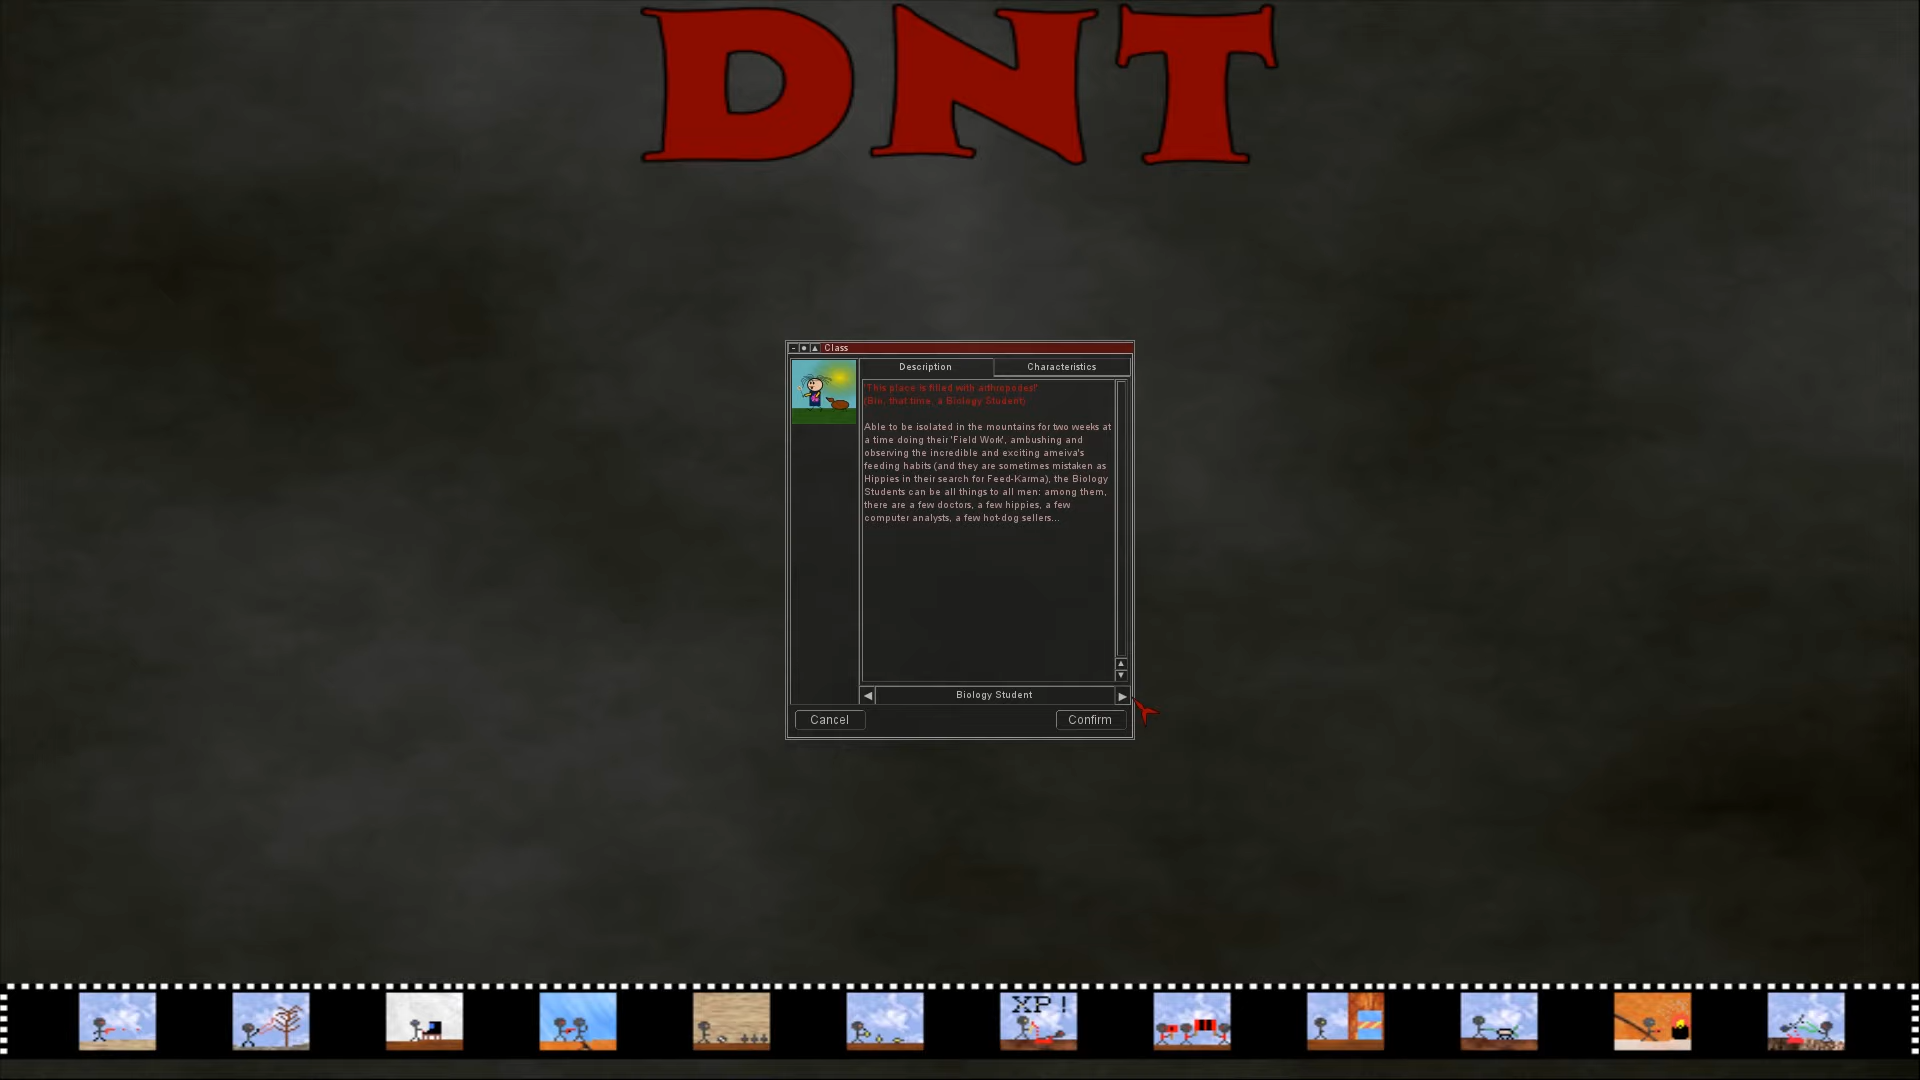 DNT
Class
Description
Characteristics
"This place is filled with adhropodes!"
(Bio, that time, a Biology Student)
Able to be isolated in the mountains for two weeks at
a time doing their 'Field Work', ambushing and
observing the incredible and exciting ameiva's
feeding habits (and they are sometimes mistaken as
Hippies in their search for Feed-Karma), the Biology
Students can be all things to all men: among them,
there are a few doctors, a few hippies, a few
computer analysts, a few hot-dog sellers...
Biology Student
Cancel
Confirm
XP !